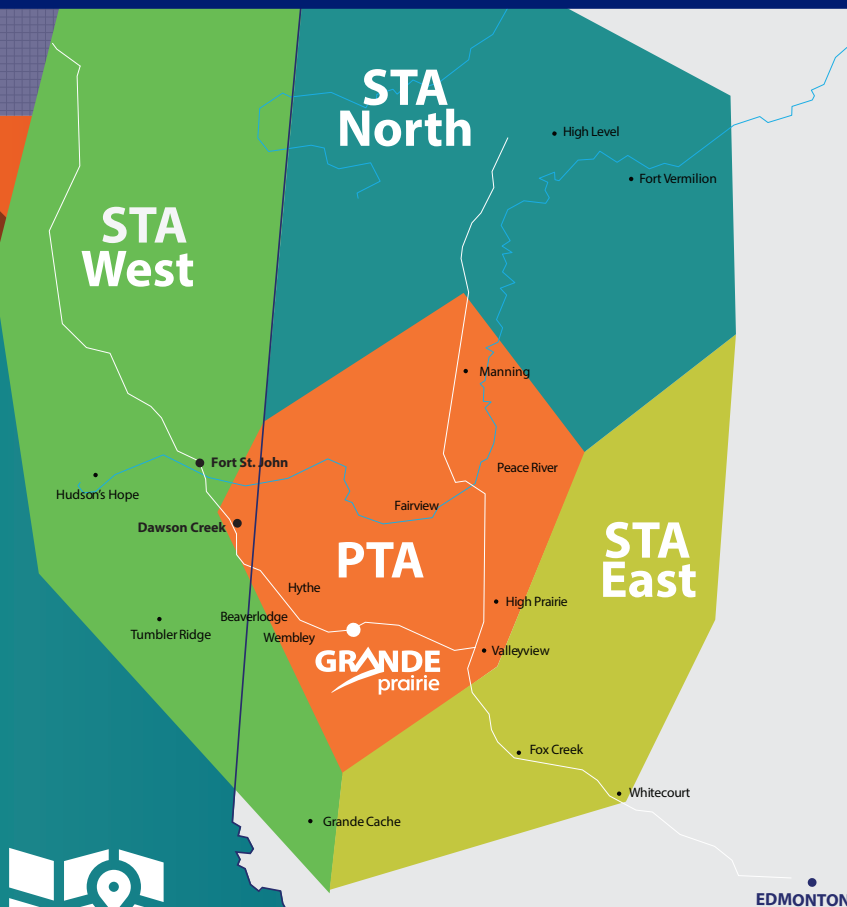 STA
North
High Level
Fort Vermilion
STA
West
Manning
Fort St. John
Peace River
Hudson's Hope
Fairview
Dawson Creek
STA
East
PTA
Hythe
High Prairie
Beaverlodge
Tumbler Ridge
Wembley
GRANDE
prairie
Valleyview
Fox Creek
Whitecourt
Grande Cache
EDMONTON